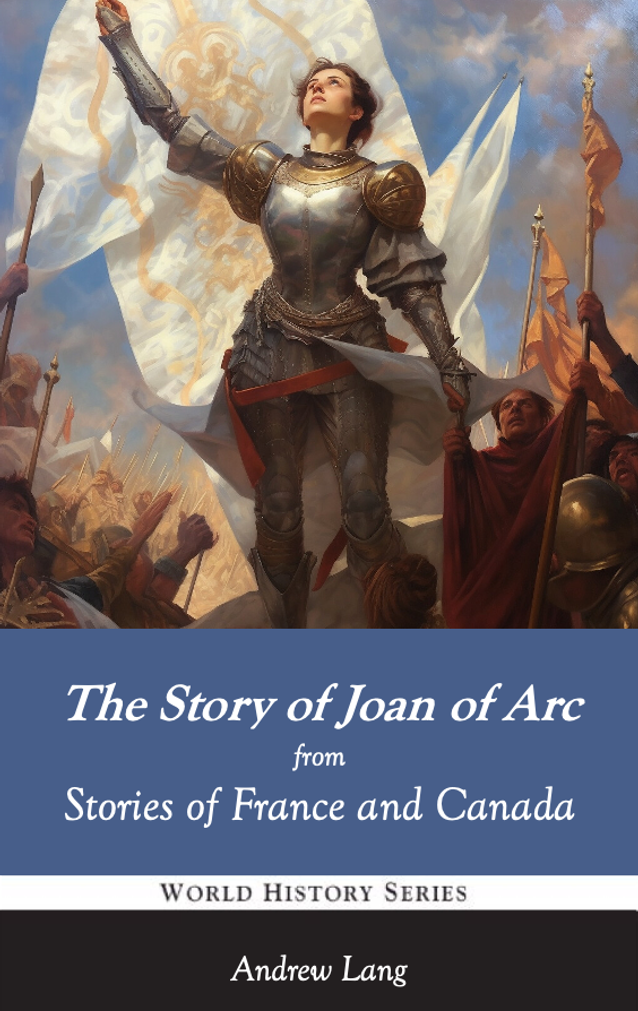 The Story of Joan of Arc
from
Stories of France and Canada
WORLD HISTORY SERIES
Andrew Lang